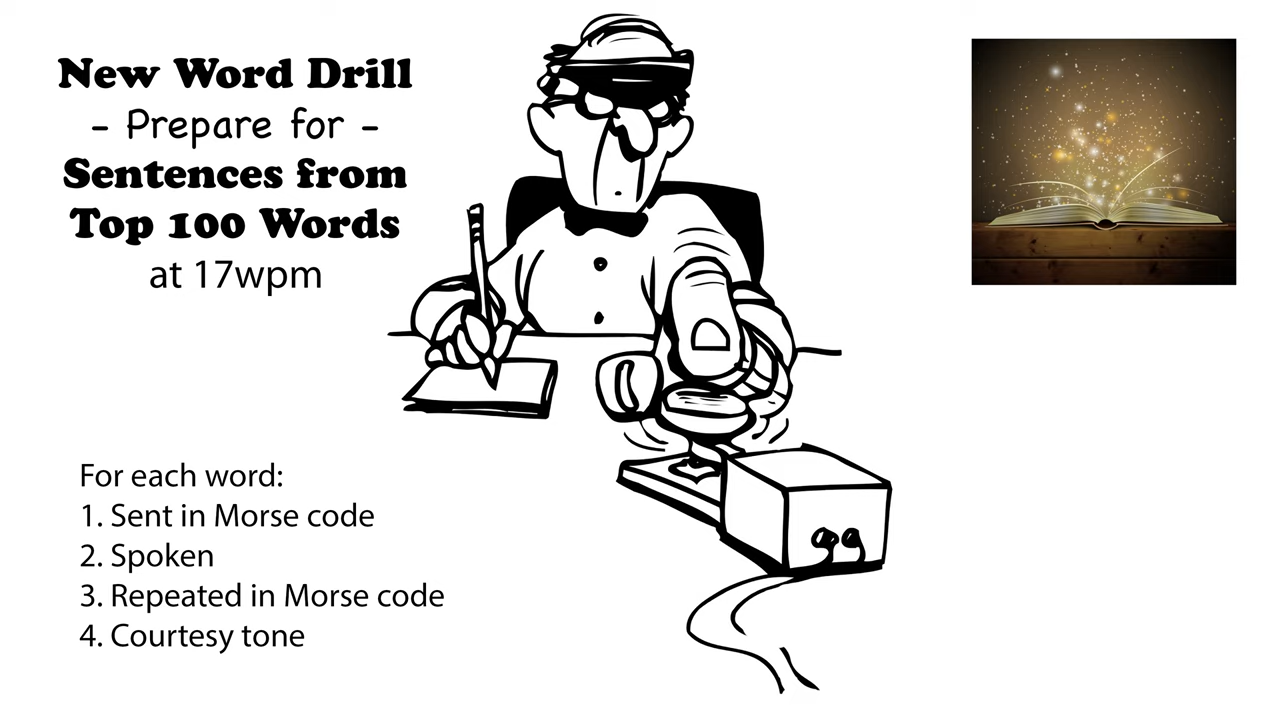 New Word Drill
- Prepare for -
Sentences from
Top 100 Words
at 17wpm
For each word:
1. Sent in Morse code
2. Spoken
3. Repeated in Morse code
4. Courtesy tone